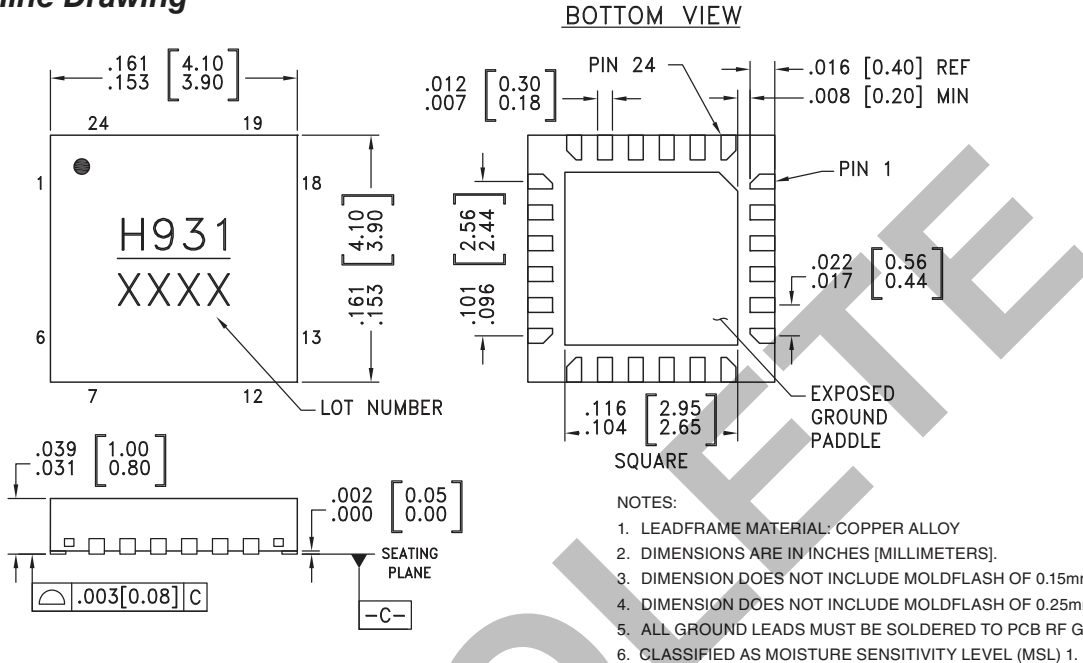 Drawing
BOTTOM VIEW
.161 [4.10]
.153 [3.90]
24 19
1 18
H931
XXXX
6 13
7 12
LOT NUMBER
.161 [4.10]
.153 [3.90]
.012 [0.30]
.007 [0.18]
PIN 24
.016 [0.40] REF
.008 [0.20] MIN
PIN 1
.101 [2.56]
.096 [2.44]
.022 [0.56]
.017 [0.44]
.116 [2.95]
.104 [2.65]
SQUARE
EXPOSED
GROUND
PADDLE
.039 [1.00]
.031 [0.80]
.002 [0.05]
.000 [0.00]
SEATING
PLANE
.003[0.08] C
-C-
NOTES:
1. LEADFRAME MATERIAL: COPPER ALLOY
2. DIMENSIONS ARE IN INCHES [MILLIMETERS].
3. DIMENSION DOES NOT INCLUDE MOLDFLASH OF 0.15m
4. DIMENSION DOES NOT INCLUDE MOLDFLASH OF 0.25m
5. ALL GROUND LEADS MUST BE SOLDERED TO PCB RF G
6. CLASSIFIED AS MOISTURE SENSITIVITY LEVEL (MSL) 1.